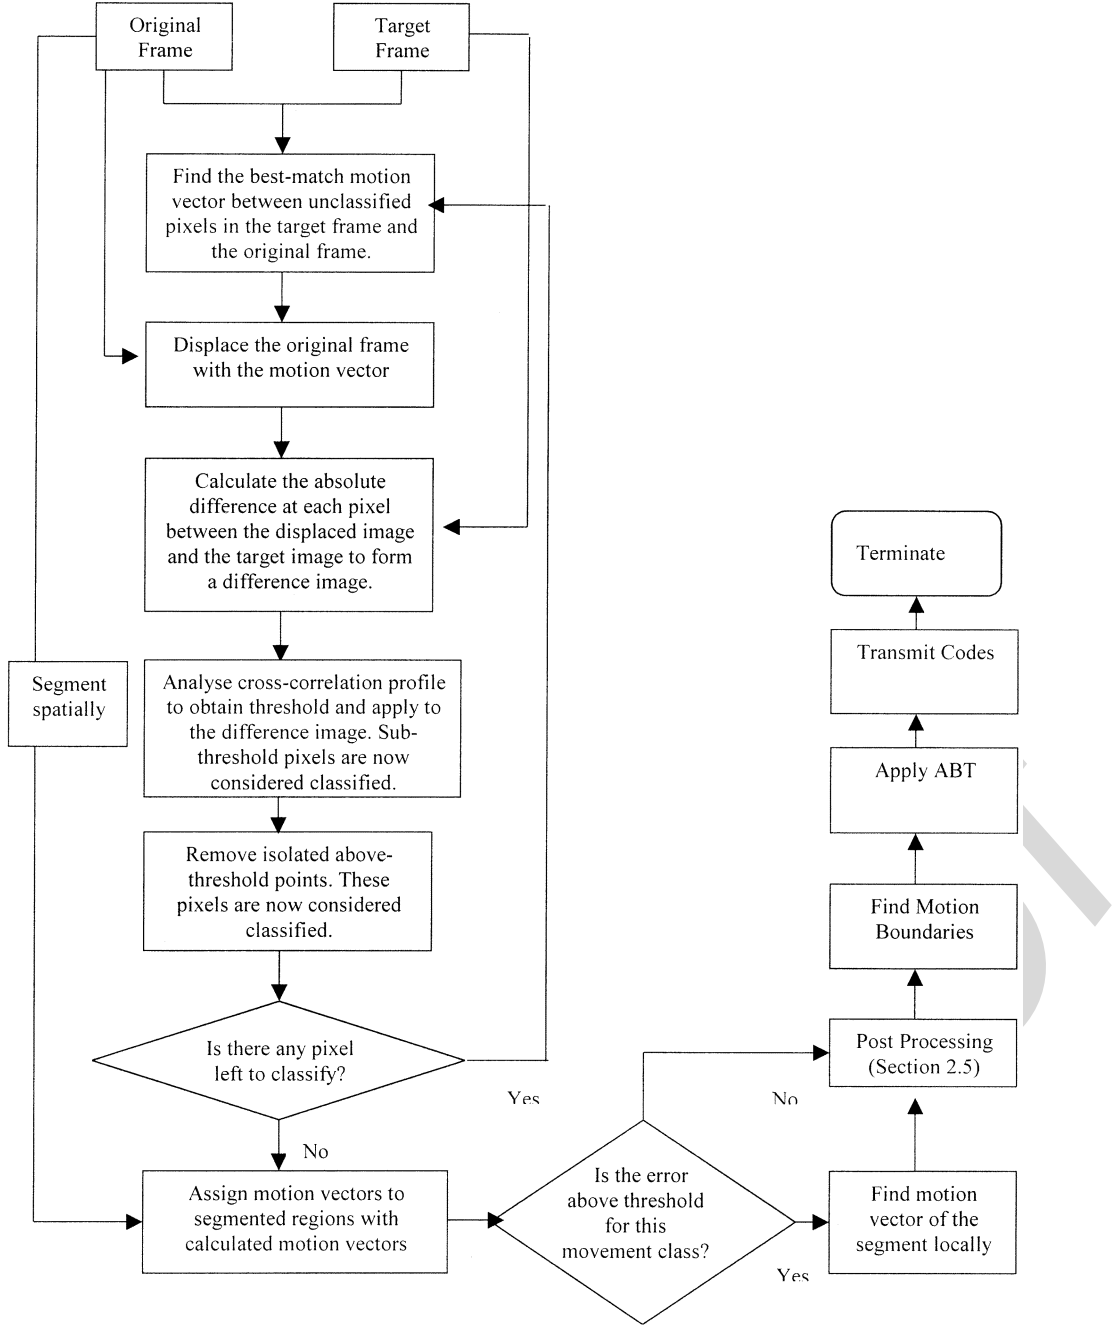 Original
Frame
Target
Frame
Find the best-match motion
vector between unclassified
pixels in the target frame and
the original frame.
Displace the original frame
with the motion vector
Calculate the absolute
difference at each pixel
between the displaced image
and the target image to form
a difference image.
Segment
spatially
Analyse cross-correlation profile
to obtain threshold and apply to
the difference image. Sub-
threshold pixels are now
considered classified.
Remove isolated above-
threshold points. These
pixels are now considered
classified.
Is there any pixel
left to classify?
Yes
No
Assign motion vectors to
segmented regions with
calculated motion vectors
Is the error
above threshold
for this
movement class?
No
Yes
Find motion
vector of the
segment locally
Post Processing
(Section 2.5)
Find Motion
Boundaries
Apply ABT
Transmit Codes
Terminate